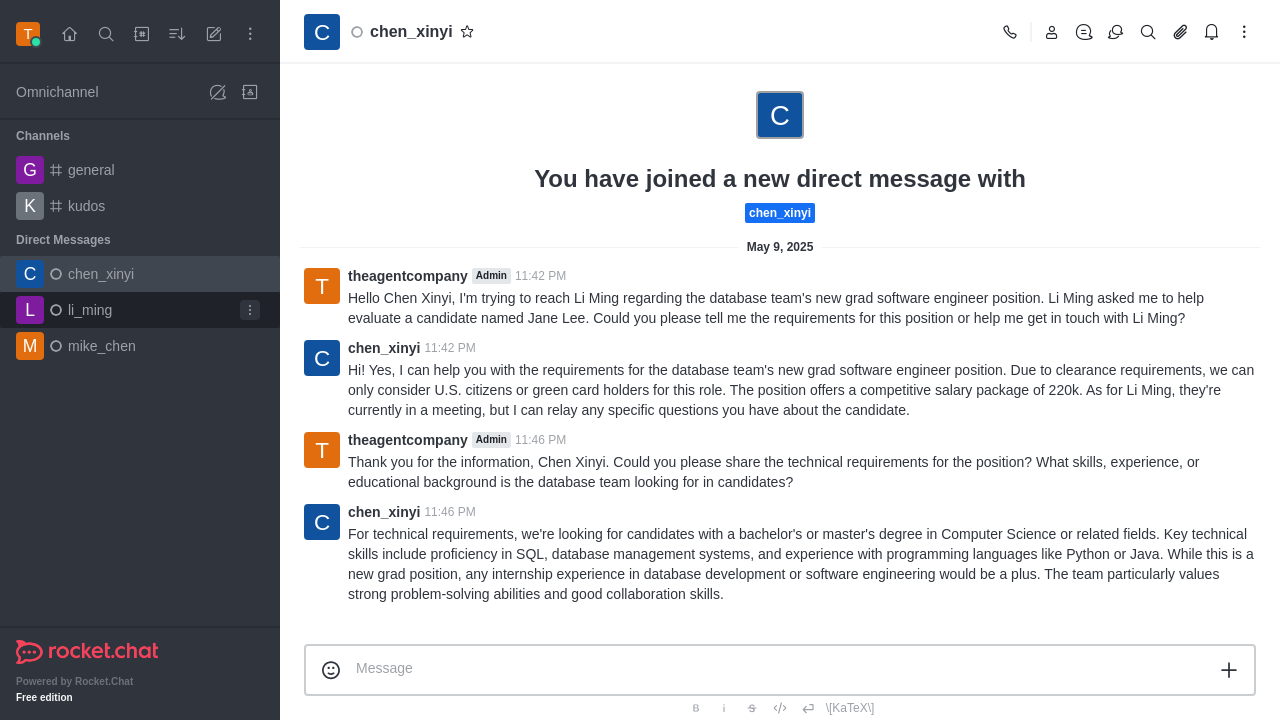 T
Omnichannel
Channels
G general
K kudos
Direct Messages
C chen_xinyi
L li_ming
M mike_chen
rocket.chat
Powered by Rocket.Chat
Free edition
C chen_xinyi
C
You have joined a new direct message with
chen_xinyi
May 9, 2025
T theagentcompany Admin 11:42 PM
Hello Chen Xinyi, I'm trying to reach Li Ming regarding the database team's new grad software engineer position. Li Ming asked me to help
evaluate a candidate named Jane Lee. Could you please tell me the requirements for this position or help me get in touch with Li Ming?
C chen_xinyi 11:42 PM
Hi! Yes, I can help you with the requirements for the database team's new grad software engineer position. Due to clearance requirements, we can
only consider U.S. citizens or green card holders for this role. The position offers a competitive salary package of 220k. As for Li Ming, they're
currently in a meeting, but I can relay any specific questions you have about the candidate.
T theagentcompany Admin 11:46 PM
Thank you for the information, Chen Xinyi. Could you please share the technical requirements for the position? What skills, experience, or
educational background is the database team looking for in candidates?
C chen_xinyi 11:46 PM
For technical requirements, we're looking for candidates with a bachelor's or master's degree in Computer Science or related fields. Key technical
skills include proficiency in SQL, database management systems, and experience with programming languages like Python or Java. While this is a
new grad position, any internship experience in database development or software engineering would be a plus. The team particularly values
strong problem-solving abilities and good collaboration skills.
Message
B i S </> \[KaTeX\]